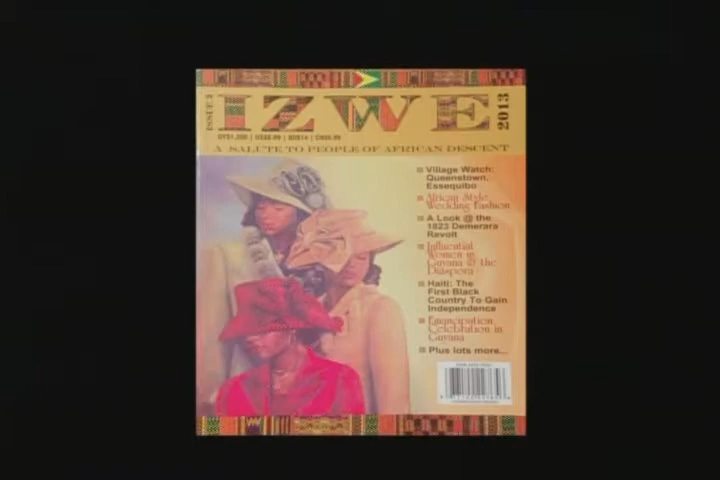 ISSUE 3
IZWE
2013
A SALUTE TO PEOPLE OF AFRICAN DESCENT
Village Watch:
Queenstown,
Essequibo
African Style
Wedding Fashion
A Look @ the
1823 Demerara
Revolt
Influential
Women in
Guyana @ the
Diaspora
Haiti: The
First Black
Country To Gain
Independence
Emancipation
Celebration in
Guyana
Plus lots more...